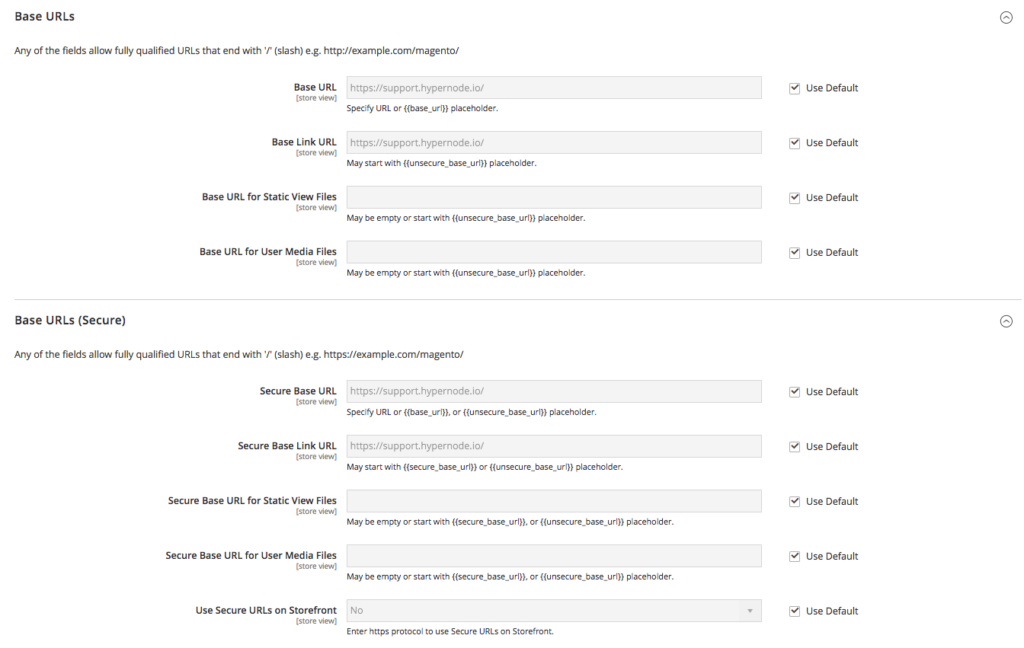 Base URLs
Any of the fields allow fully qualified URLs that end with '/' (slash) e.g. http://example.com/magento/
Base URL https://support.hypernode.io/ Use Default
[store view]
Specify URL or {{base_url}} placeholder.
Base Link URL https://support.hypernode.io/ Use Default
[store view]
May start with {{unsecure_base_url}} placeholder.
Base URL for Static View Files Use Default
[store view]
May be empty or start with {{unsecure_base_url}} placeholder.
Base URL for User Media Files Use Default
[store view]
May be empty or start with {{unsecure_base_url}} placeholder.
Base URLs (Secure)
Any of the fields allow fully qualified URLs that end with '/' (slash) e.g. https://example.com/magento/
Secure Base URL https://support.hypernode.io/ Use Default
[store view]
Specify URL or {{base_url}}, or {{unsecure_base_url}} placeholder.
Secure Base Link URL https://support.hypernode.io/ Use Default
[store view]
May start with {{secure_base_url}} or {{unsecure_base_url}} placeholder.
Secure Base URL for Static View Files Use Default
[store view]
May be empty or start with {{secure_base_url}}, or {{unsecure_base_url}} placeholder.
Secure Base URL for User Media Files Use Default
[store view]
May be empty or start with {{secure_base_url}}, or {{unsecure_base_url}} placeholder.
Use Secure URLs on Storefront No Use Default
[store view]
Enter https protocol to use Secure URLs on Storefront.